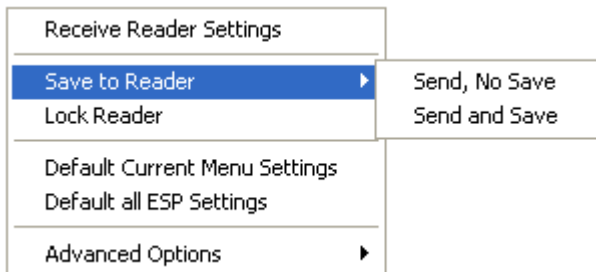 Receive Reader Settings
Save to Reader
Send, No Save
Lock Reader
Send and Save
Default Current Menu Settings
Default all ESP Settings
Advanced Options